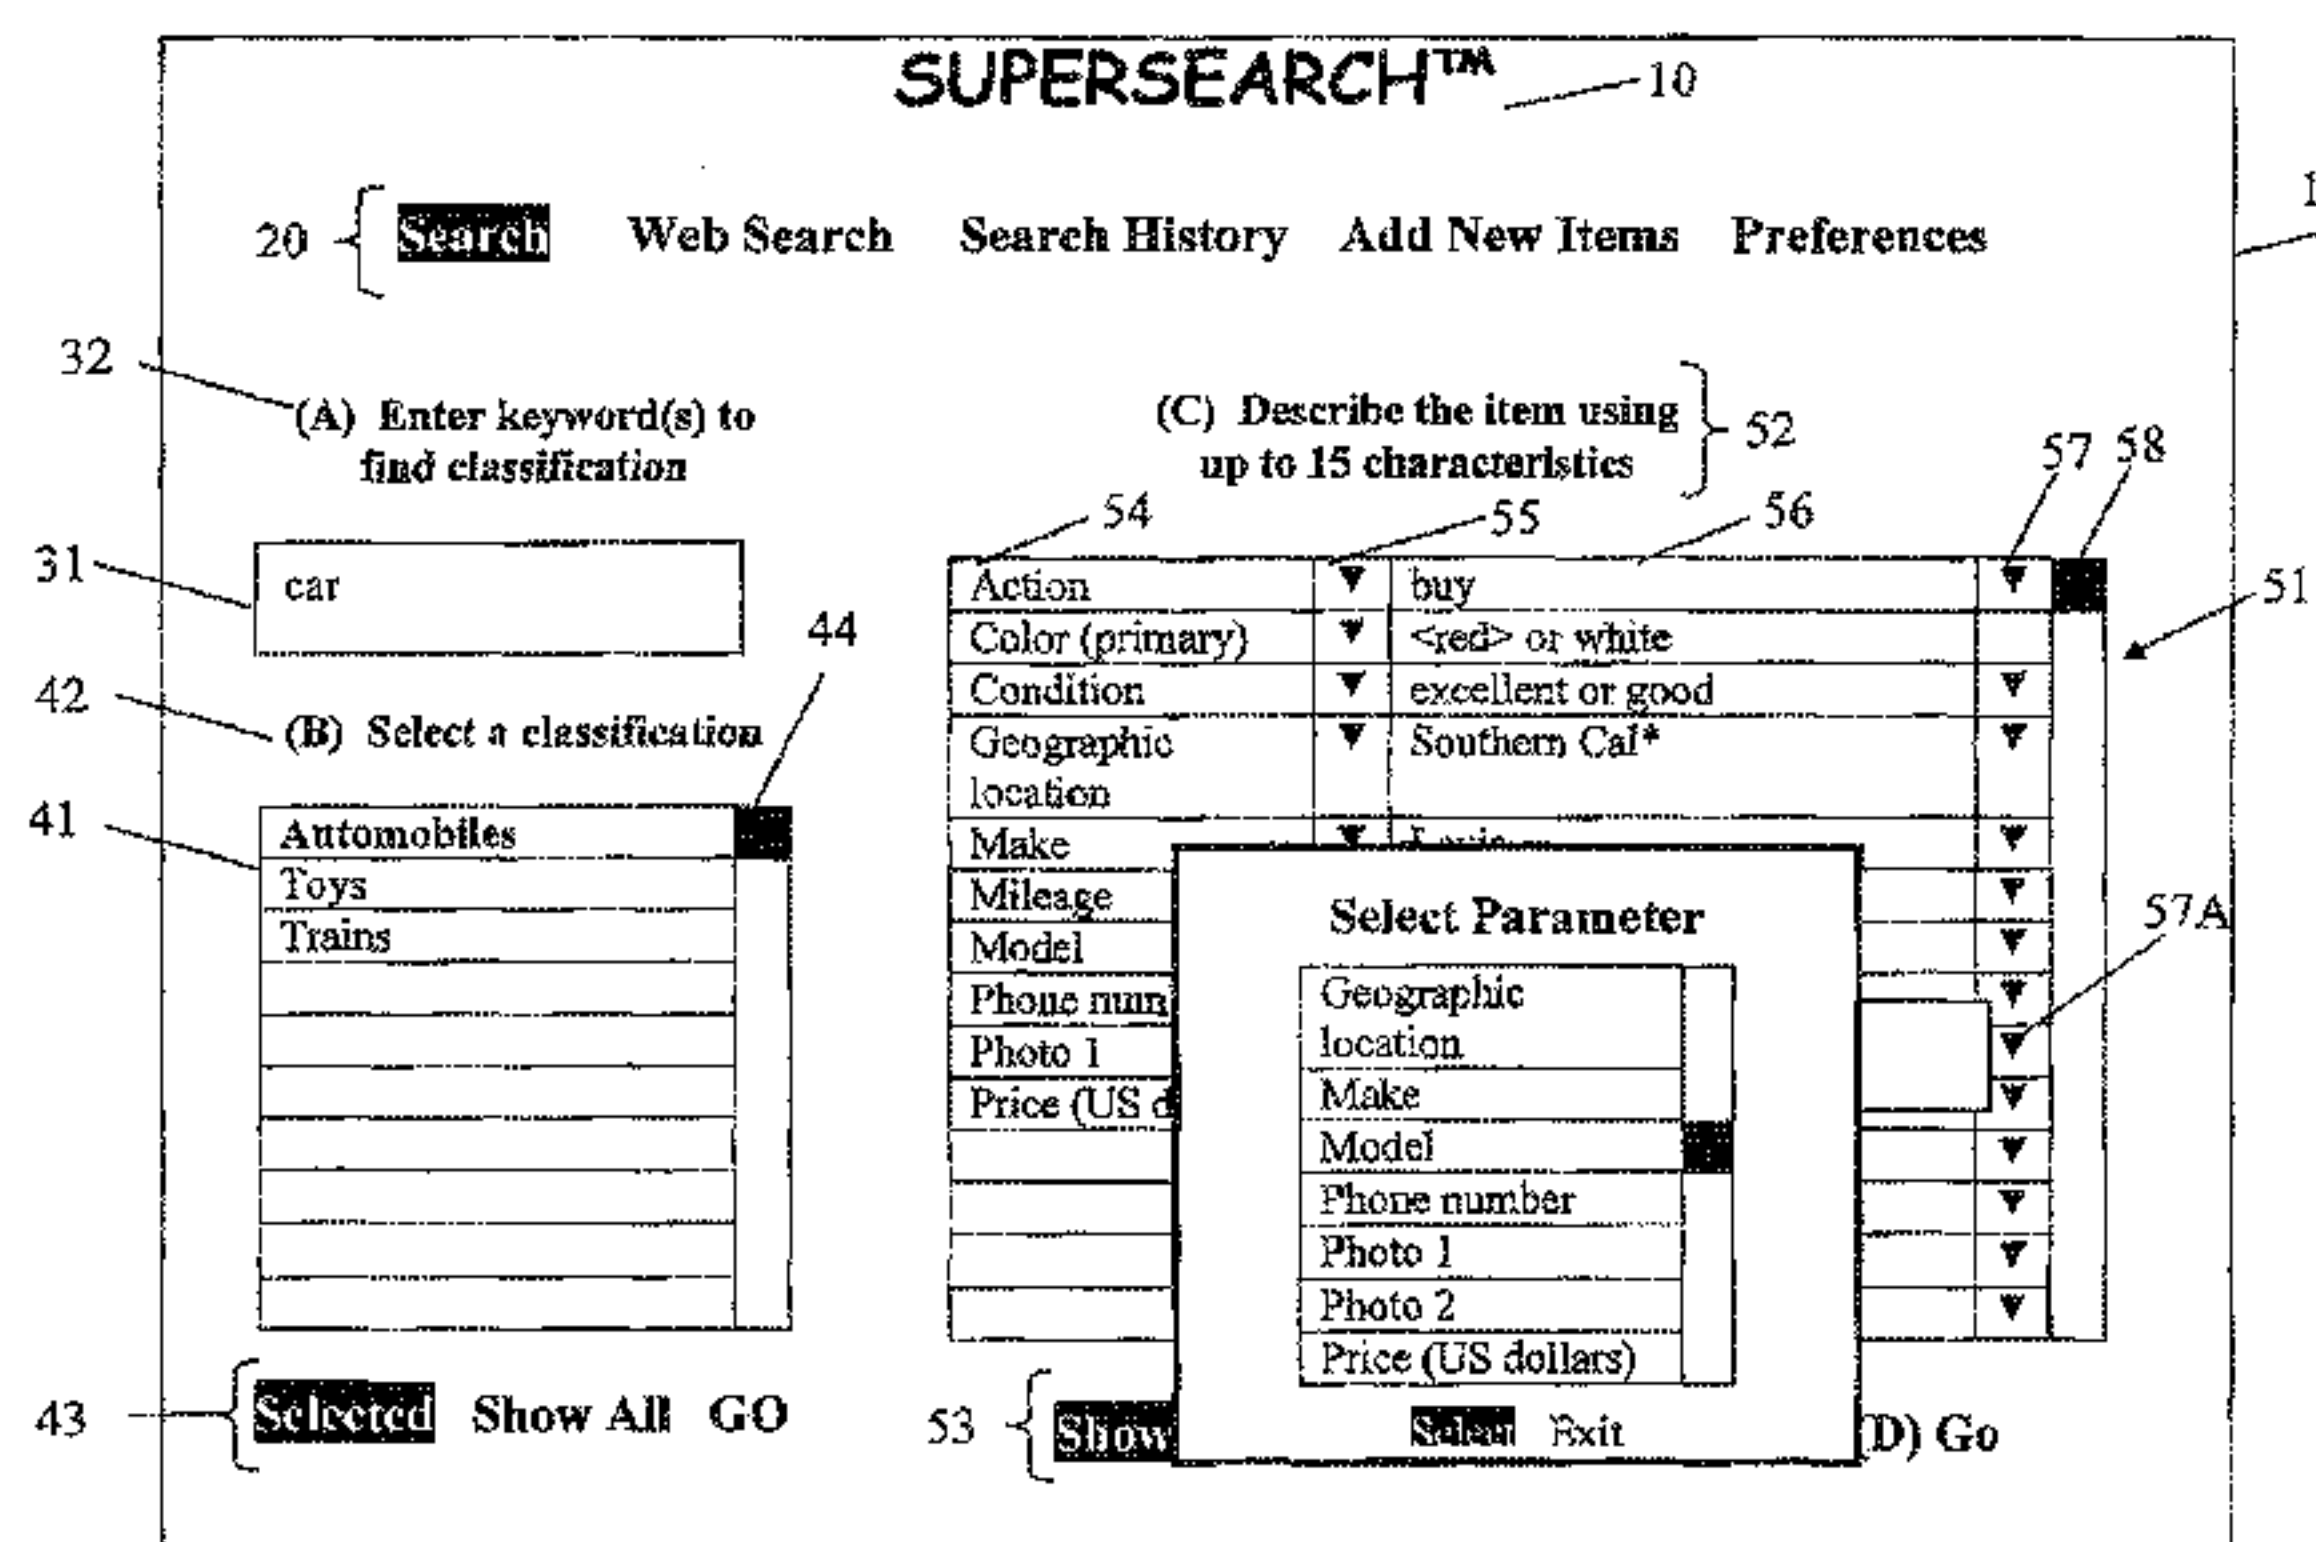 SUPERSEARCH™
10
20 Search Web Search Search History Add New Items Preferences
32
(A) Enter keyword(s) to
find classification
31
car
42
(B) Select a classification
44
41
Automobiles
Toys
Trains
43 Selected Show All GO
(C) Describe the item using
up to 15 characteristics
52
54 55 56 57 58
51
Action ▼ buy ▼
Color (primary) ▼ <red> or white
Condition ▼ excellent or good ▼
Geographic ▼ Southern Cal* ▼
location
Make ▼ ▼
Mileage ▼
Model ▼
Phone num ▼
Photo 1 ▼
Price (US d ▼
57A
Select Parameter
Geographic
location
Make
Model
Phone number
Photo 1
Photo 2
Price (US dollars)
Exit
53 Show D) Go